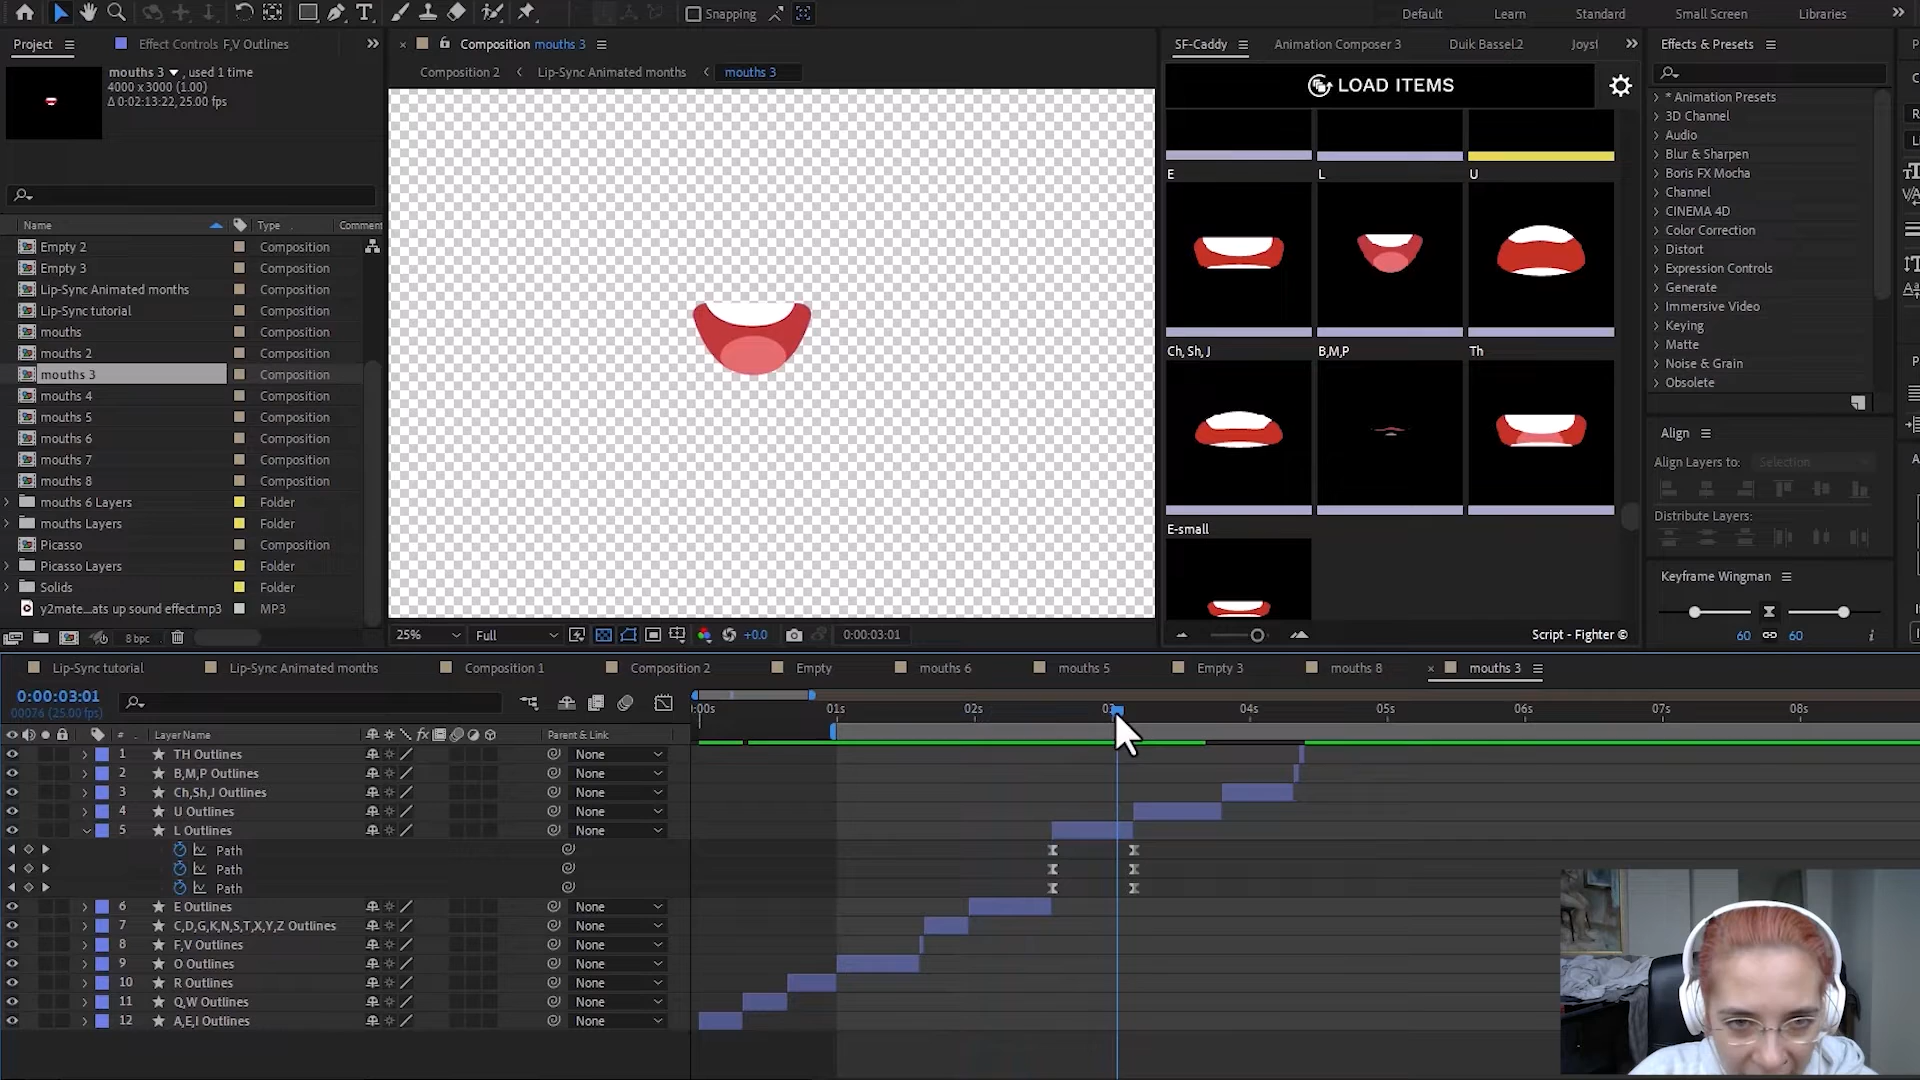 Snapping
Default
Learn
Standard
Small Screen
Libraries
Project
Effect Controls F,V Outlines
Composition mouths 3
SF-Caddy
Animation Composer 3
Duik Bassel.2
Joyst
Effects & Presets
mouths 3 , used 1 time
4000 x 3000 (1.00)
Δ 0:02:13:22, 25.00 fps
Composition 2
Lip-Sync Animated months
mouths 3
LOAD ITEMS
* Animation Presets
3D Channel
Audio
Blur & Sharpen
Boris FX Mocha
Channel
CINEMA 4D
Color Correction
Distort
Expression Controls
Generate
Immersive Video
Keying
Matte
Noise & Grain
Obsolete
Name
Type
Comment
Empty 2 Composition
Empty 3 Composition
Lip-Sync Animated months Composition
Lip-Sync tutorial Composition
mouths Composition
mouths 2 Composition
mouths 3 Composition
mouths 4 Composition
mouths 5 Composition
mouths 6 Composition
mouths 7 Composition
mouths 8 Composition
mouths 6 Layers Folder
mouths Layers Folder
Picasso Composition
Picasso Layers Folder
Solids Folder
y2mate...ats up sound effect.mp3 MP3
8 bpc
E
L
U
Ch, Sh, J
B,M,P
Th
E-small
Script - Fighter ©
Align
Align Layers to: Selection
Distribute Layers:
Keyframe Wingman
60
60
25%
Full
+0.0
0:00:03:01
Lip-Sync tutorial
Lip-Sync Animated months
Composition 1
Composition 2
Empty
mouths 6
mouths 5
Empty 3
mouths 8
mouths 3
0:00:03:01
00076 (25.00 fps)
:00s
01s
02s
03
04s
05s
06s
07s
08s
#
Layer Name
fx
Parent & Link
1 TH Outlines None
2 B,M,P Outlines None
3 Ch,Sh,J Outlines None
4 U Outlines None
5 L Outlines None
Path
Path
Path
6 E Outlines None
7 C,D,G,K,N,S,T,X,Y,Z Outlines None
8 F,V Outlines None
9 O Outlines None
10 R Outlines None
11 Q,W Outlines None
12 A,E,I Outlines None